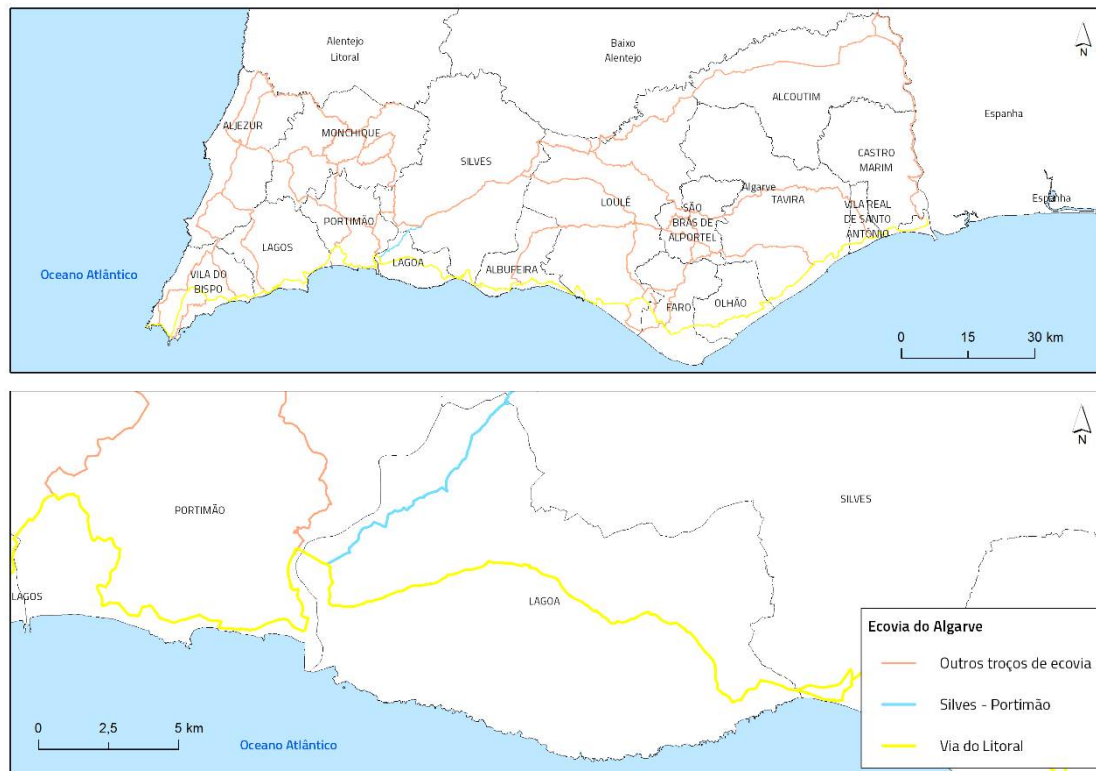 Alentejo
Litoral
Baixo
Alentejo
N
ALCOUTIM
Espanha
ALJEZUR
MONCHIQUE
SILVES
CASTRO
MARIM
Algarve
TAVIRA
Espanha
LOULÉ
SÃO
BRÁS DE
ALPORTEL
VILA REAL
DE SANTO
ANTÓNIO
PORTIMÃO
LAGOS
LAGOA
ALBUFEIRA
Oceano Atlântico
VILA DO
BISPO
FARO
OLHÃO
0 15 30 km
N
SILVES
PORTIMÃO
LAGOS
LAGOA
Ecovia do Algarve
Outros troços de ecovia
Silves - Portimão
Via do Litoral
0 2,5 5 km
Oceano Atlântico